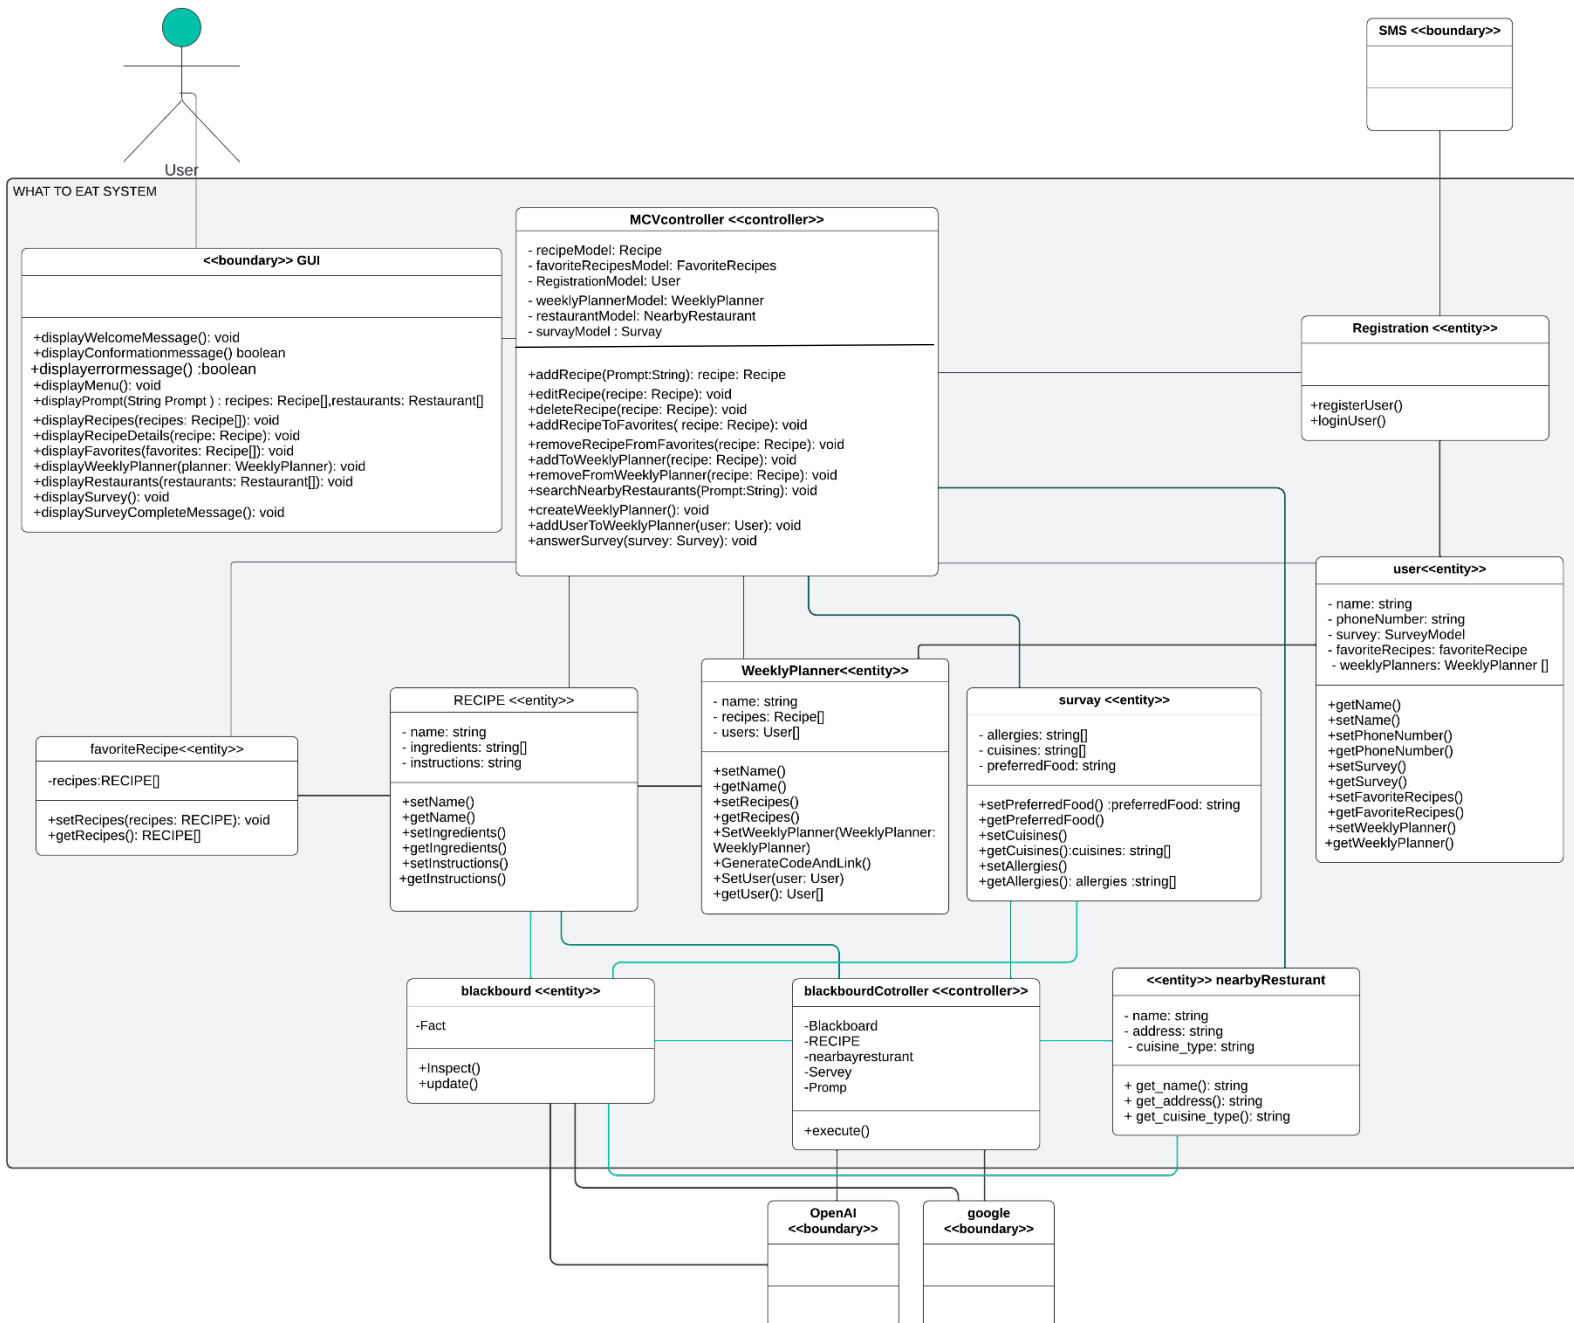 User
SMS <<boundary>>
WHAT TO EAT SYSTEM
<<boundary>> GUI
+displayWelcomeMessage(): void
+displayConformationmessage() boolean
+displayerrormessage() :boolean
+displayMenu(): void
+displayPrompt(String Prompt ) : recipes: Recipe[],restaurants: Restaurant[]
+displayRecipes(recipes: Recipe[]): void
+displayRecipeDetails(recipe: Recipe): void
+displayFavorites(favorites: Recipe[]): void
+displayWeeklyPlanner(planner: WeeklyPlanner): void
+displayRestaurants(restaurants: Restaurant[]): void
+displaySurvey(): void
+displaySurveyCompleteMessage(): void
MCVcontroller <<controller>>
- recipeModel: Recipe
- favoriteRecipesModel: FavoriteRecipes
- RegistrationModel: User
- weeklyPlannerModel: WeeklyPlanner
- restaurantModel: NearbyRestaurant
- survayModel : Survay
+addRecipe(Prompt:String): recipe: Recipe
+editRecipe(recipe: Recipe): void
+deleteRecipe(recipe: Recipe): void
+addRecipeToFavorites( recipe: Recipe): void
+removeRecipeFromFavorites(recipe: Recipe): void
+addToWeeklyPlanner(recipe: Recipe): void
+removeFromWeeklyPlanner(recipe: Recipe): void
+searchNearbyRestaurants(Prompt:String): void
+createWeeklyPlanner(): void
+addUserToWeeklyPlanner(user: User): void
+answerSurvey(survey: Survey): void
Registration <<entity>>
+registerUser()
+loginUser()
user<<entity>>
- name: string
- phoneNumber: string
- survey: SurveyModel
- favoriteRecipes: favoriteRecipe
- weeklyPlanners: WeeklyPlanner []
+getName()
+setName()
+setPhoneNumber()
+getPhoneNumber()
+setSurvey()
+getSurvey()
+setFavoriteRecipes()
+getFavoriteRecipes()
+setWeeklyPlanner()
+getWeeklyPlanner()
favoriteRecipe<<entity>>
-recipes:RECIPE[]
+setRecipes(recipes: RECIPE): void
+getRecipes(): RECIPE[]
RECIPE <<entity>>
- name: string
- ingredients: string[]
- instructions: string
+setName()
+getName()
+setIngredients()
+getIngredients()
+setInstructions()
+getInstructions()
WeeklyPlanner<<entity>>
- name: string
- recipes: Recipe[]
- users: User[]
+setName()
+getName()
+setRecipes()
+getRecipes()
+SetWeeklyPlanner(WeeklyPlanner:
WeeklyPlanner)
+GenerateCodeAndLink()
+SetUser(user: User)
+getUser(): User[]
survay <<entity>>
- allergies: string[]
- cuisines: string[]
- preferredFood: string
+setPreferredFood() :preferredFood: string
+getPreferredFood()
+setCuisines()
+getCuisines():cuisines: string[]
+setAllergies()
+getAllergies(): allergies :string[]
blackbourd <<entity>>
-Fact
+Inspect()
+update()
blackbourdCotroller <<controller>>
-Blackboard
-RECIPE
-nearbayresturant
-Servey
-Promp
+execute()
<<entity>> nearbyResturant
- name: string
- address: string
- cuisine_type: string
+ get_name(): string
+ get_address(): string
+ get_cuisine_type(): string
OpenAI
<<boundary>>
google
<<boundary>>